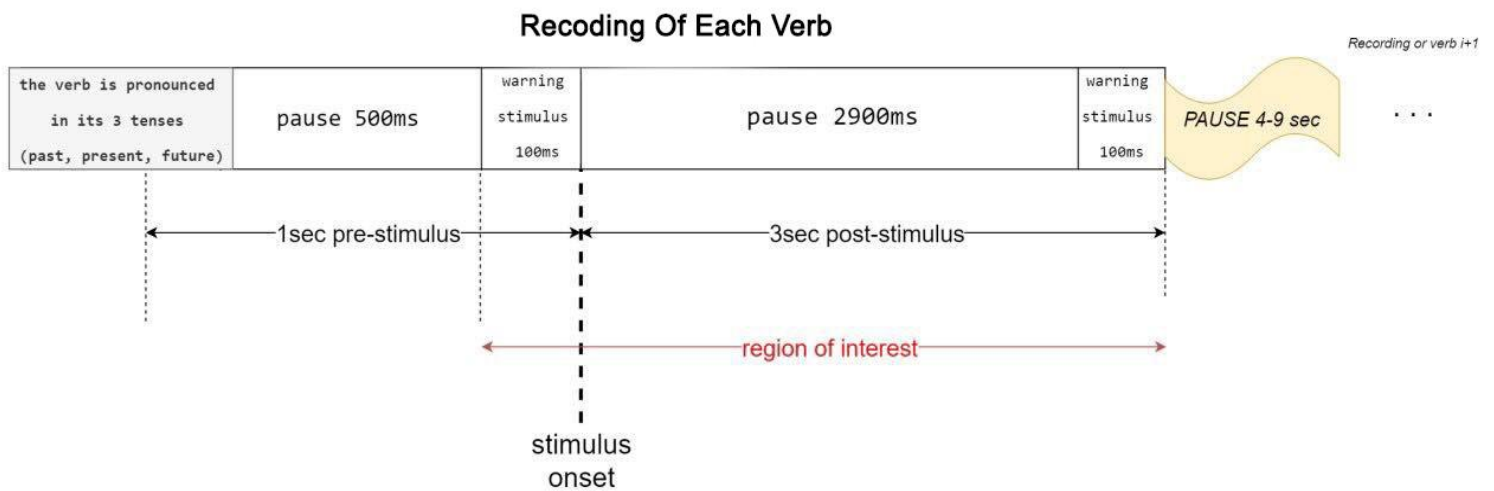 Recoding Of Each Verb
Recording or verb i+1
the verb is pronounced
in its 3 tenses
(past, present, future)
pause 500ms
warning
stimulus
100ms
pause 2900ms
warning
stimulus
100ms
PAUSE 4-9 sec
...
1sec pre-stimulus
3sec post-stimulus
region of interest
stimulus
onset